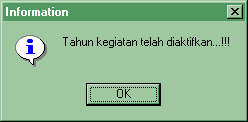 Information
Tahun kegiatan telah diaktifkan...!!!
OK